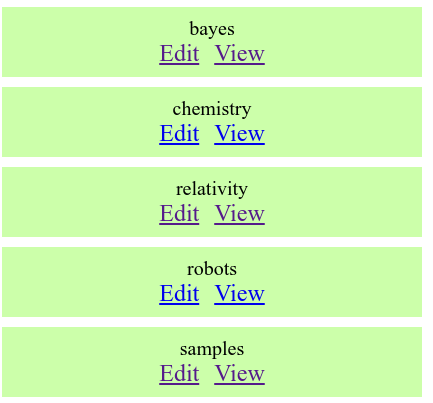 bayes
Edit View
chemistry
Edit View
relativity
Edit View
robots
Edit View
samples
Edit View